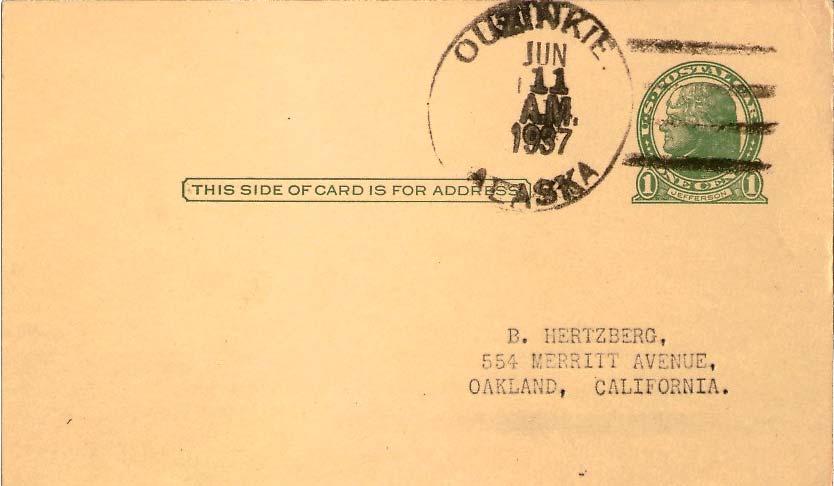 OUZINKIE
JUN
11
A.M.
1937
ALASKA
U.S. POSTAL CARD
ONE CENT
1 1
JEFFERSON
THIS SIDE OF CARD IS FOR ADDRESS
B. HERTZBERG,
554 MERRITT AVENUE,
OAKLAND, CALIFORNIA.